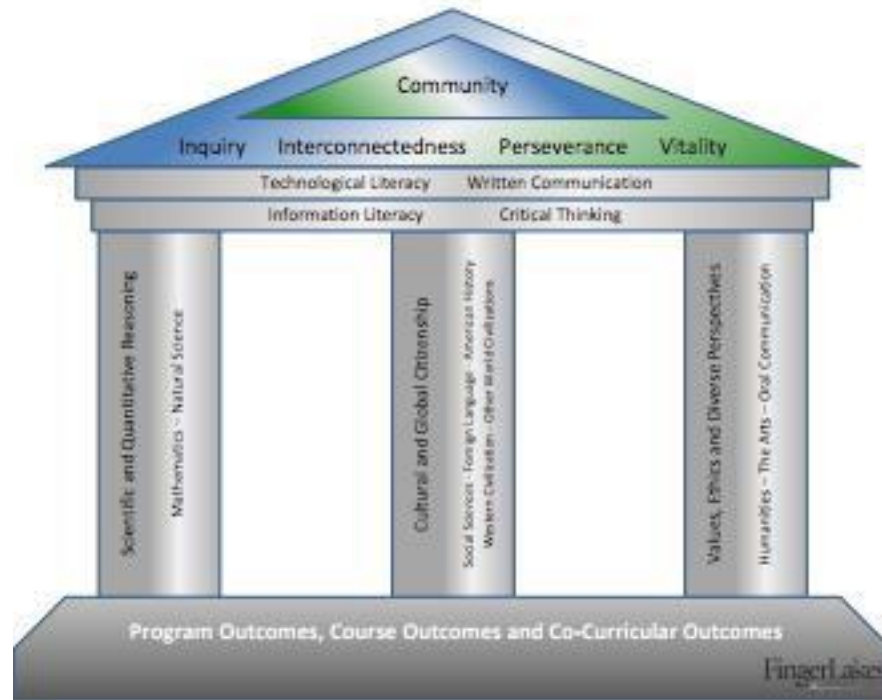 Community
Inquiry Interconnectedness Perseverance Vitality
Technological Literacy Written Communication
Information Literacy Critical Thinking
Scientific and Quantitative Reasoning
Mathematics – Natural Science
Cultural and Global Citizenship
Social Sciences - Foreign Language - American History
Western Civilization - Other World Civilizations
Values, Ethics and Diverse Perspectives
Humanities – The Arts – Oral Communication
Program Outcomes, Course Outcomes and Co-Curricular Outcomes
FingerLakes